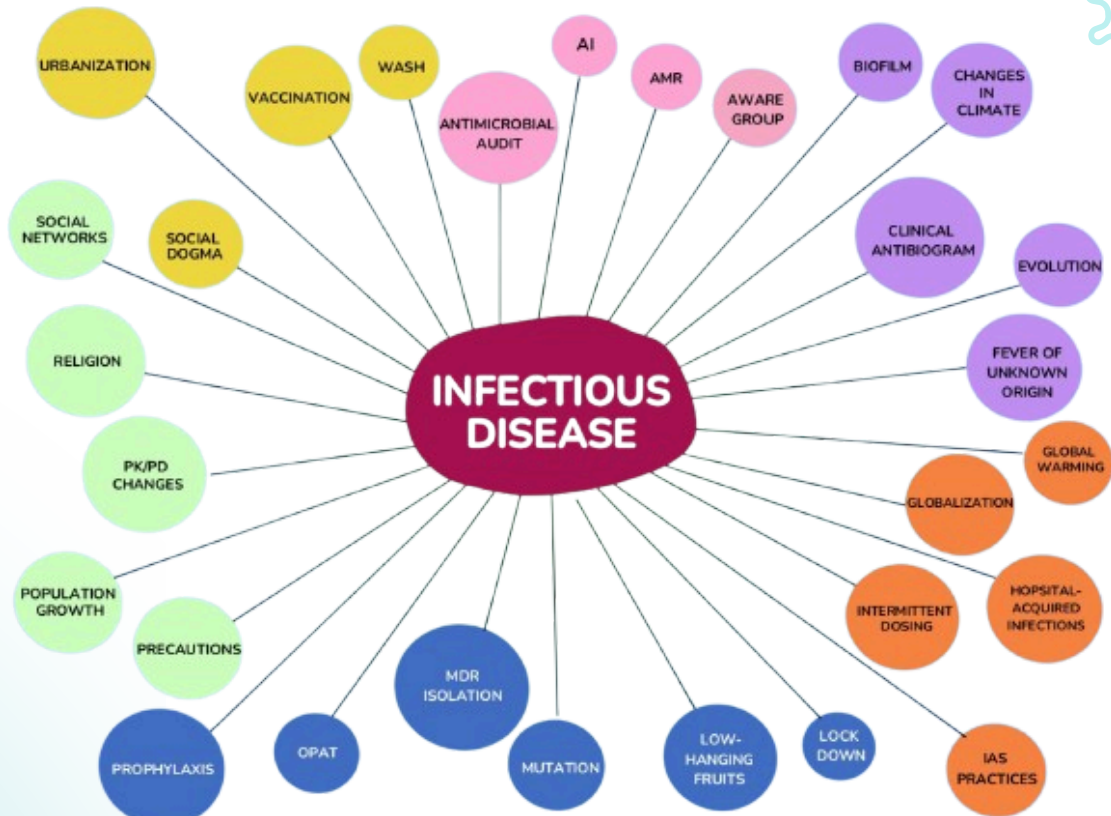 URBANIZATION
VACCINATION
WASH
ANTIMICROBIAL
AUDIT
AI
AMR
AWARE
GROUP
BIOFILM
CHANGES
IN
CLIMATE
SOCIAL
NETWORKS
SOCIAL
DOGMA
CLINICAL
ANTIBIOGRAM
EVOLUTION
RELIGION
INFECTIOUS
DISEASE
FEVER OF
UNKNOWN
ORIGIN
PK/PD
CHANGES
GLOBAL
WARMING
GLOBALIZATION
POPULATION
GROWTH
PRECAUTIONS
INTERMITTENT
DOSING
HOPSITAL-
ACQUIRED
INFECTIONS
MDR
ISOLATION
PROPHYLAXIS
OPAT
MUTATION
LOW-
HANGING
FRUITS
LOCK
DOWN
IAS
PRACTICES